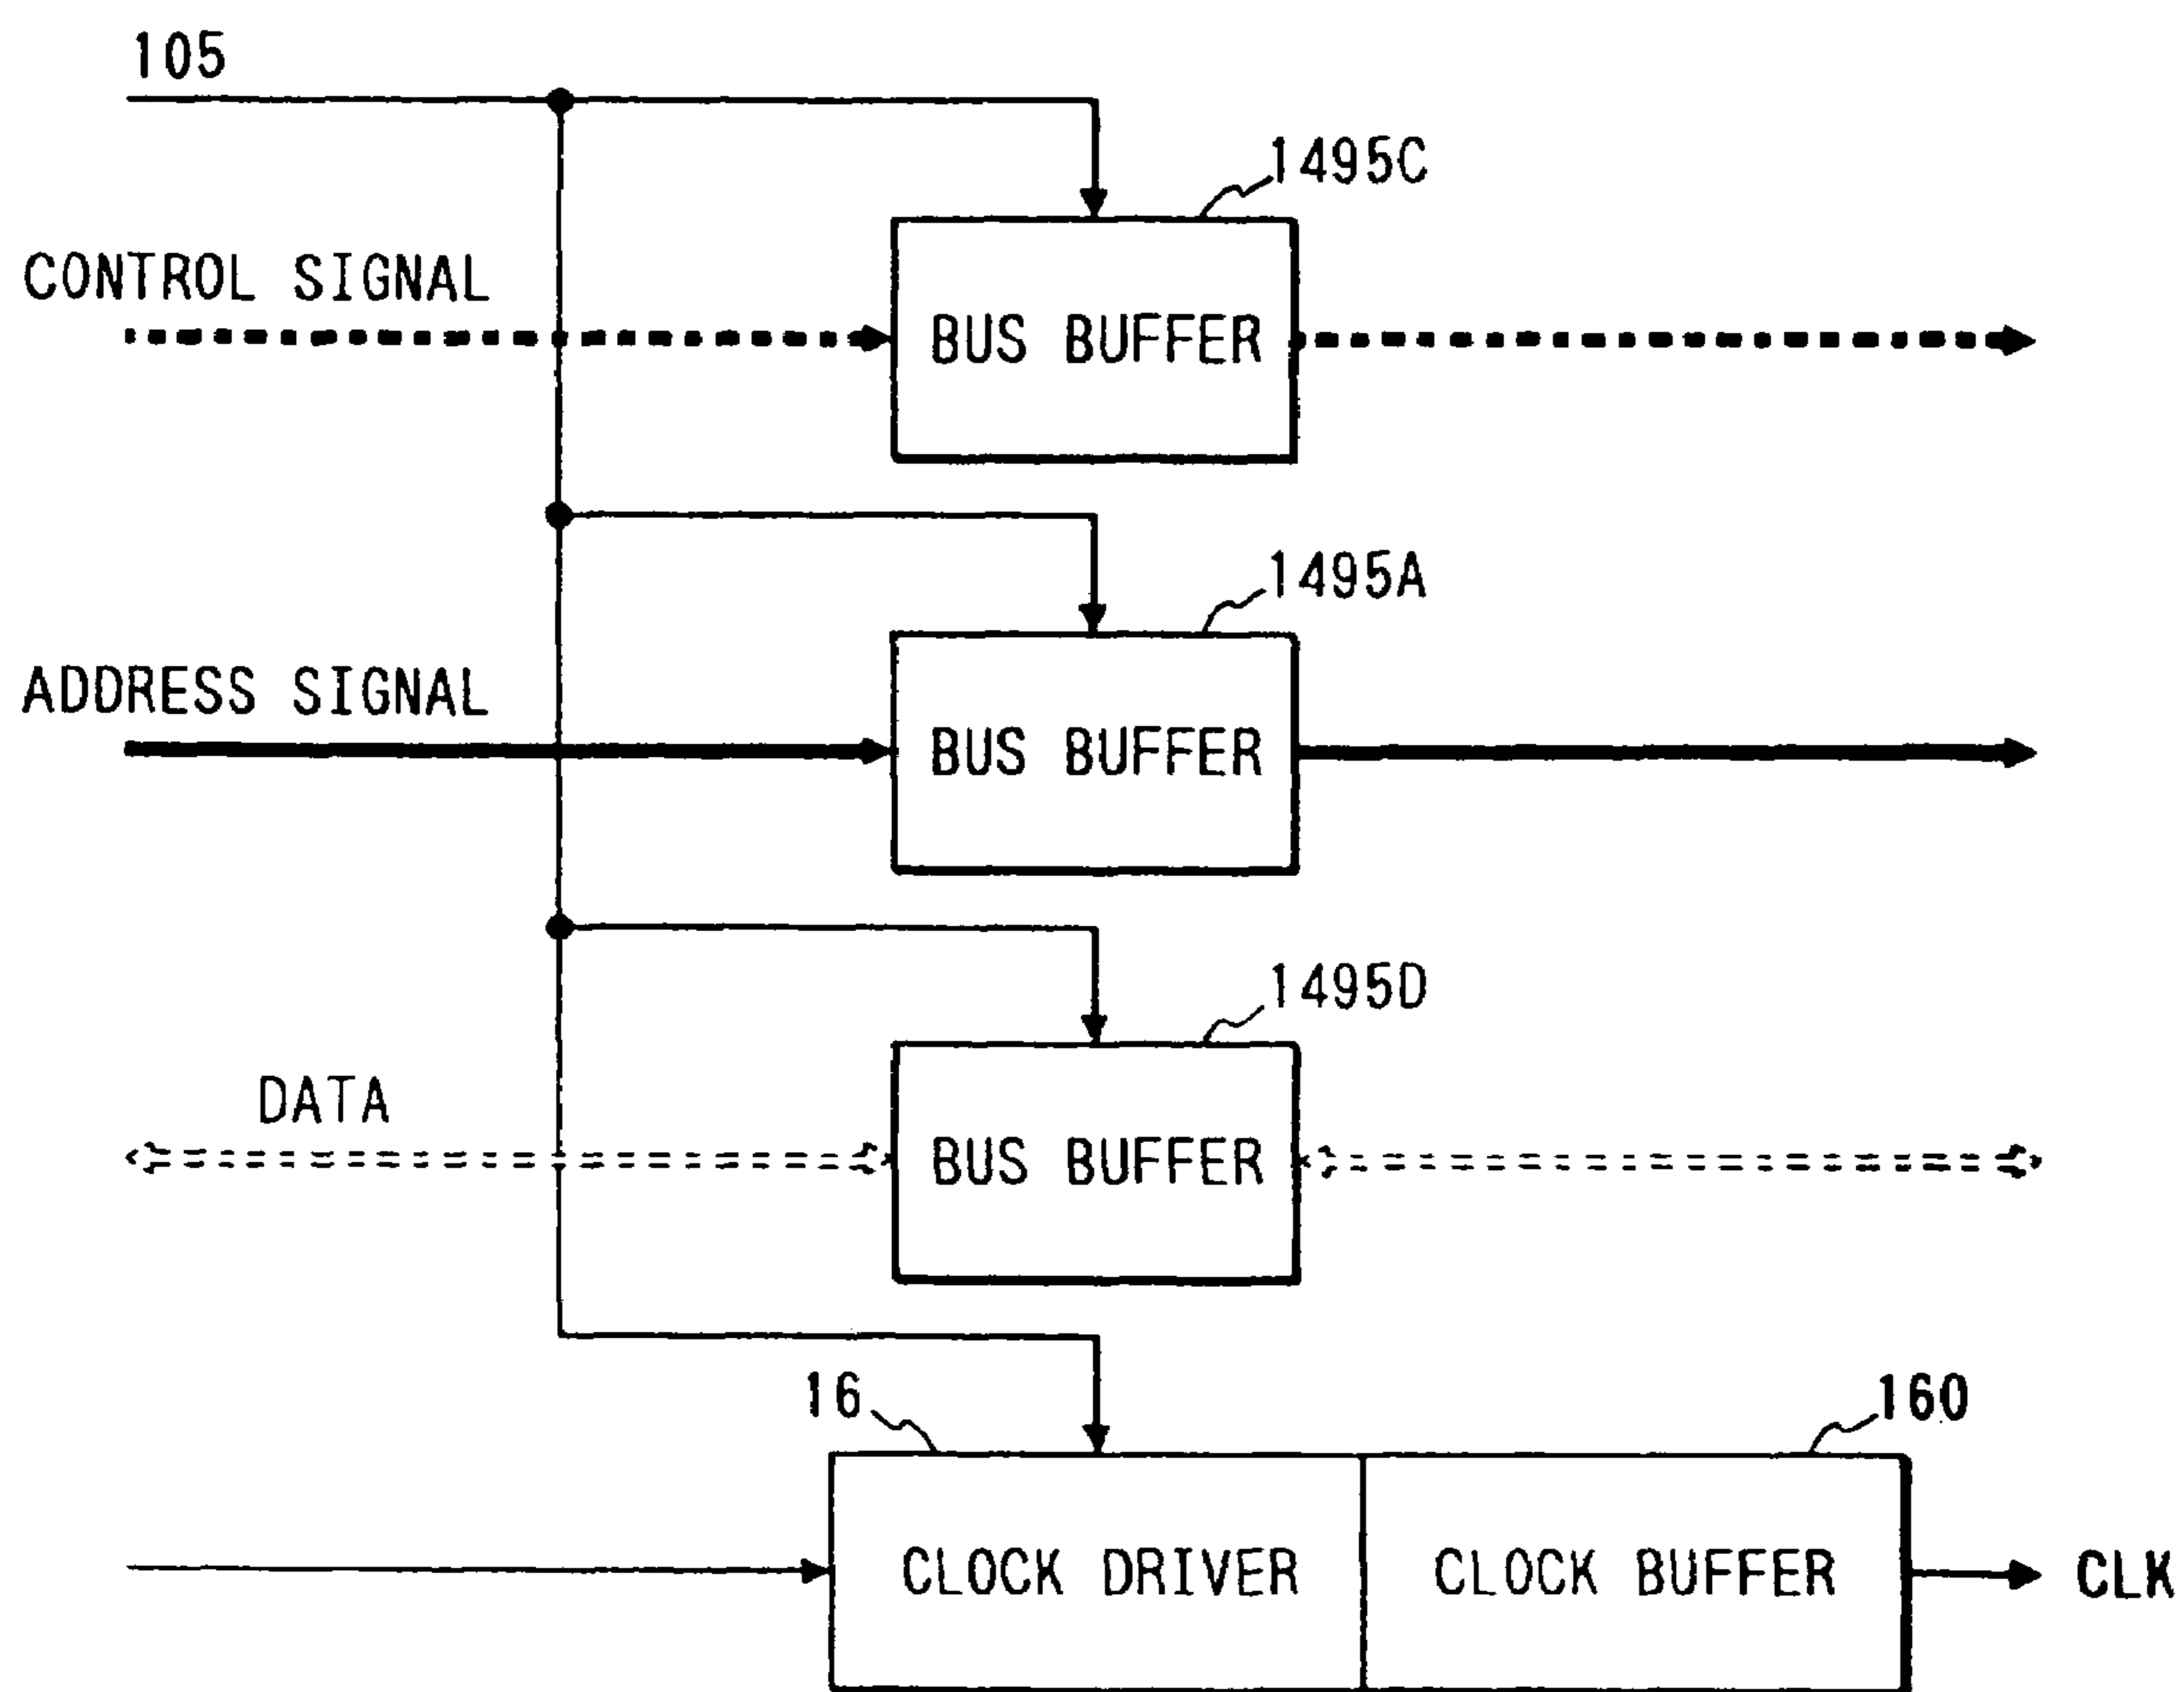 105
1495C
CONTROL SIGNAL
BUS BUFFER
1495A
ADDRESS SIGNAL
BUS BUFFER
1495D
DATA
BUS BUFFER
16
160
CLOCK DRIVER
CLOCK BUFFER
CLK